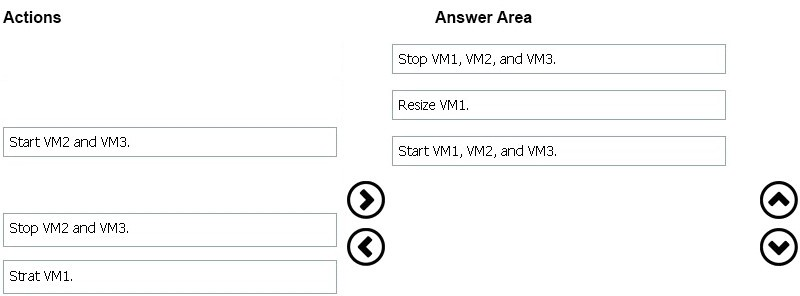 Actions
Answer Area
Stop VM1, VM2, and VM3.
Resize VM1.
Start VM2 and VM3.
Start VM1, VM2, and VM3.
Stop VM2 and VM3.
Strat VM1.